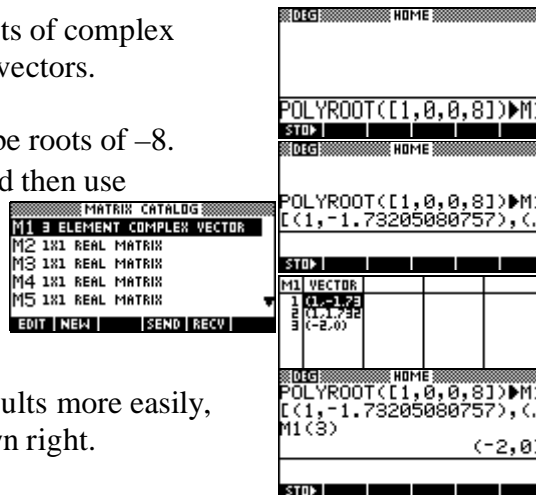 ts of complex
vectors.
be roots of –8.
d then use
ults more easily,
n right.
DEG HOME
POLYROOT([1,0,0,8])▶M1
STO▶
DEG HOME
POLYROOT([1,0,0,8])▶M1
[(1,-1.73205080757),(…
STO▶
MATRIX CATALOG
M1 3 ELEMENT COMPLEX VECTOR
M2 1X1 REAL MATRIX
M3 1X1 REAL MATRIX
M4 1X1 REAL MATRIX
M5 1X1 REAL MATRIX
EDIT NEW SEND RECV
M1 VECTOR
1 (1,-1.73
2 (1,1.732
3 (-2,0)
DEG HOME
POLYROOT([1,0,0,8])▶M1
[(1,-1.73205080757),(…
M1(3)
(-2,0)
STO▶